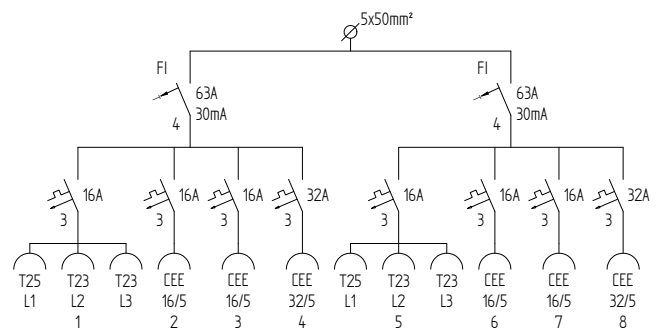 5x50mm²
FI
63A
30mA
4
FI
63A
30mA
4
16A
3
16A
3
16A
3
32A
3
16A
3
16A
3
16A
3
32A
3
T25 T23 T23 CEE CEE CEE T25 T23 T23 CEE CEE CEE
L1 L2 L3 16/5 16/5 32/5 L1 L2 L3 16/5 16/5 32/5
1 2 3 4 5 6 7 8